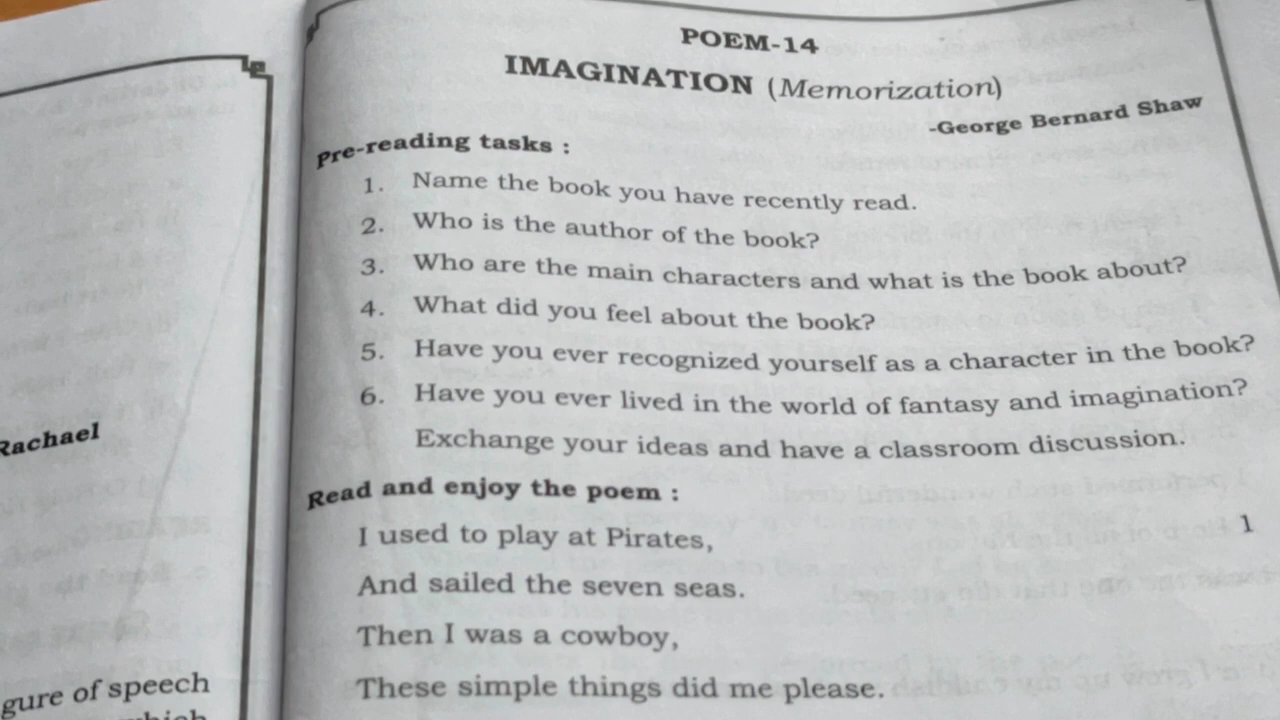 Rachael
gure of speech
which
POEM-14
IMAGINATION (Memorization)
-George Bernard Shaw
Pre-reading tasks :
1. Name the book you have recently read.
2. Who is the author of the book?
3. Who are the main characters and what is the book about?
4. What did you feel about the book?
5. Have you ever recognized yourself as a character in the book?
6. Have you ever lived in the world of fantasy and imagination?
Exchange your ideas and have a classroom discussion.
Read and enjoy the poem :
I used to play at Pirates, 1
And sailed the seven seas.
Then I was a cowboy,
These simple things did me please.